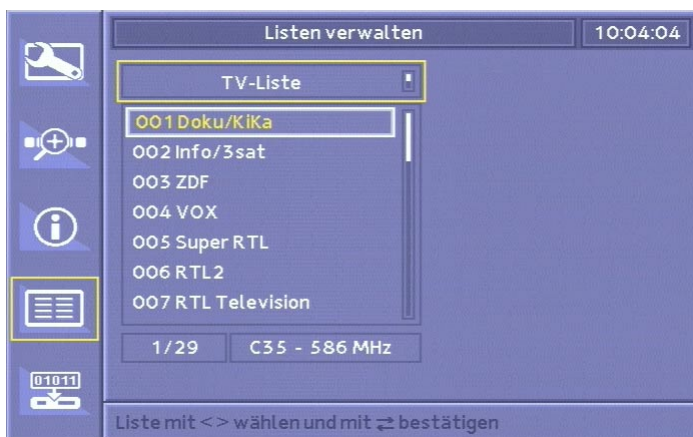 Listen verwalten 10:04:04
TV-Liste
001 Doku/KiKa
002 Info/3sat
003 ZDF
004 VOX
005 Super RTL
006 RTL2
007 RTL Television
1/29 C35 - 586 MHz
01011
Liste mit <> wählen und mit ⇄ bestätigen